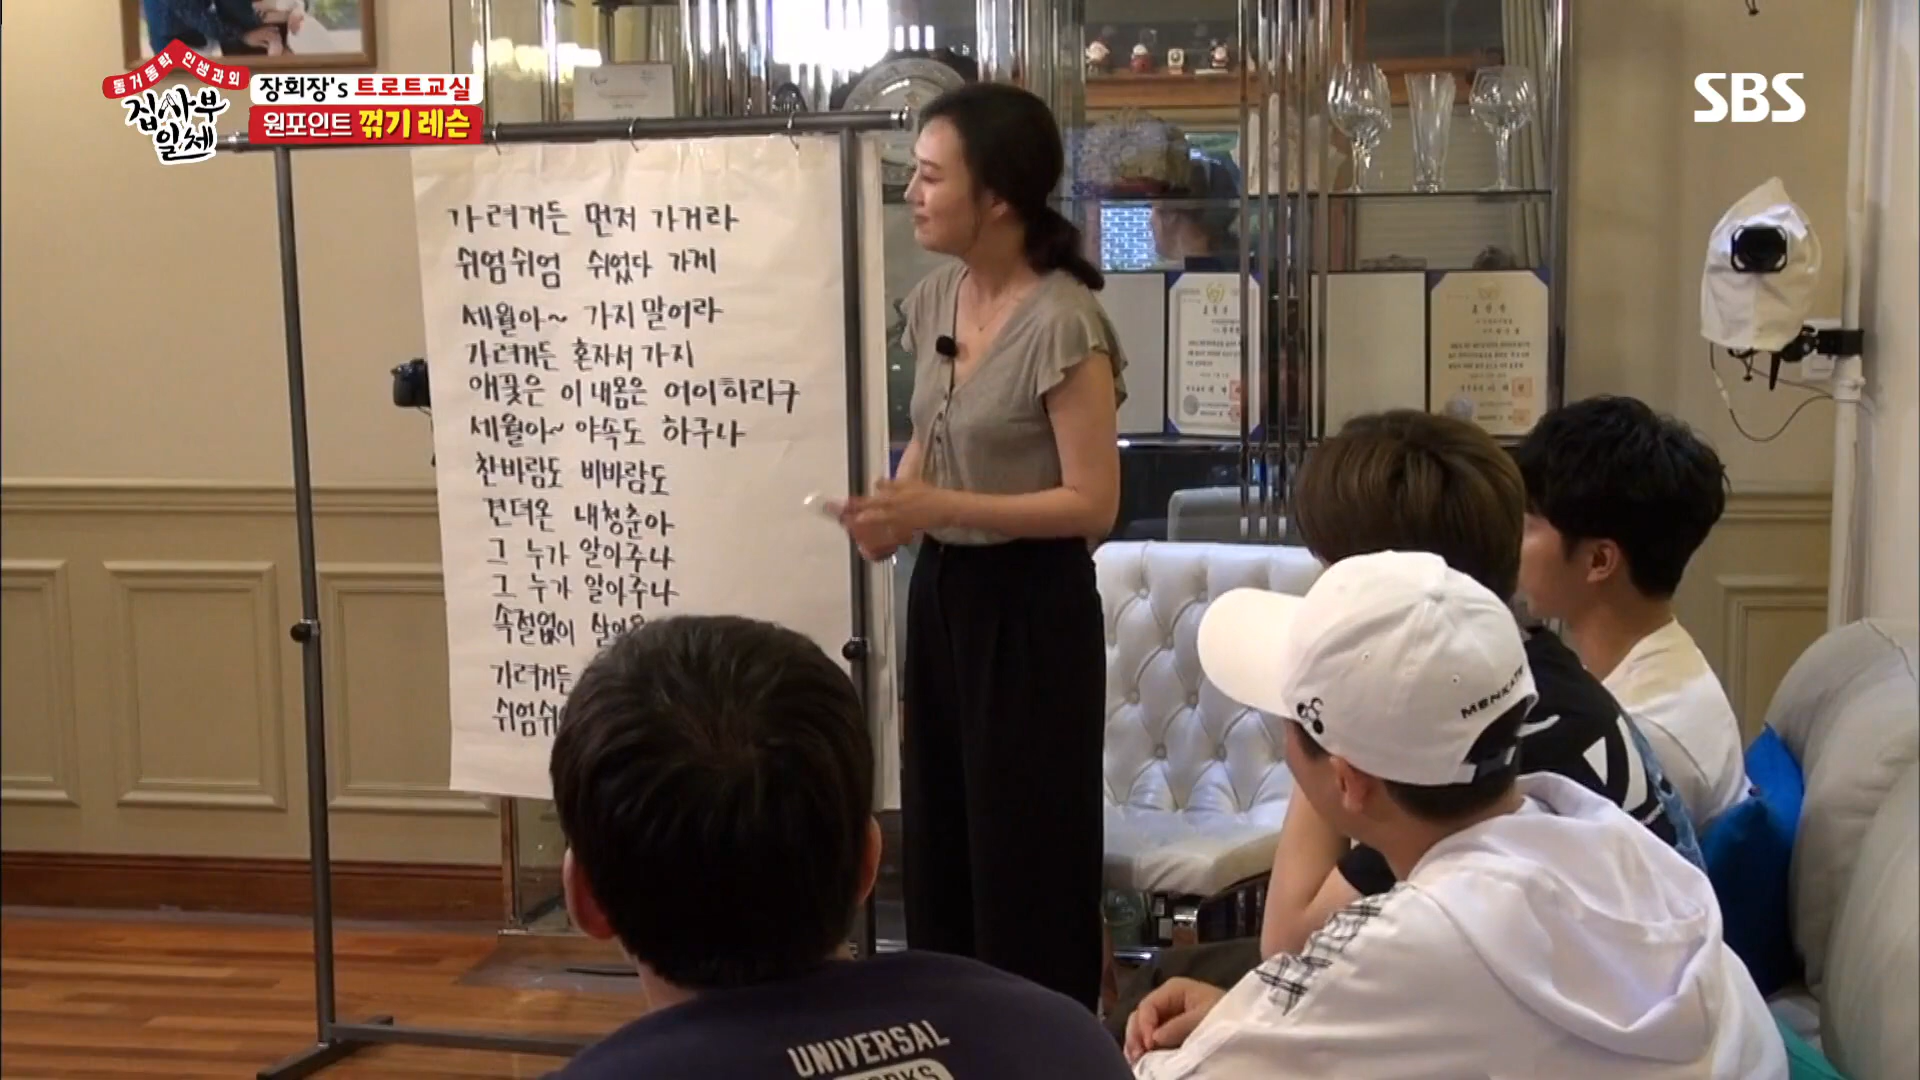 동거동락 인생과외
집사부일체
장회장's 트로트교실
원포인트 꺾기 레슨
SBS
가려거든 먼저 가거라
쉬엄쉬엄 쉬었다 가게
세월아~ 가지말어라
가려거든 혼자서 가지
애꿎은 이내몸은 어이하라구
세월아~ 야속도 하구나
찬바람도 비바람도
견뎌온 내청춘아
그 누가 알아주나
그 누가 알아주나
속절없이
가려거든
쉬엄쉬
UNIVERSAL